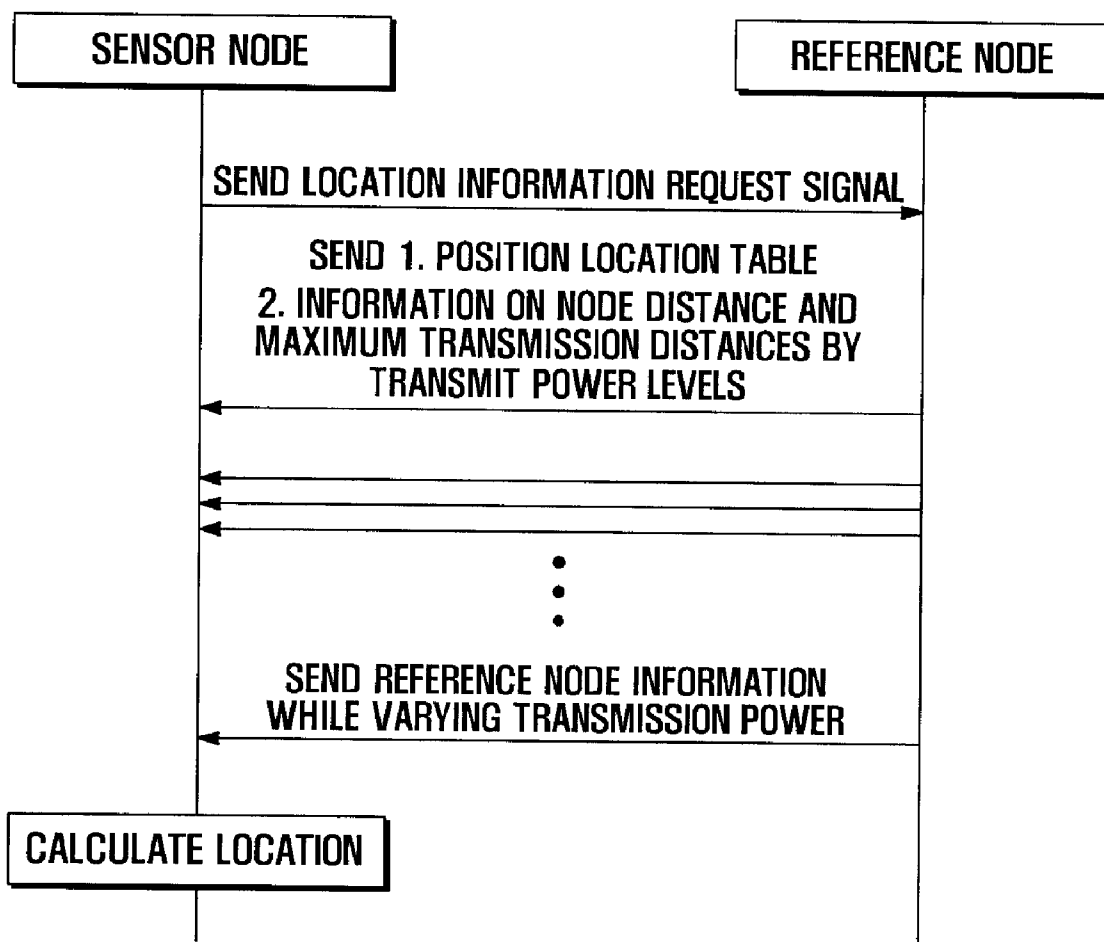 SENSOR NODE
REFERENCE NODE
SEND LOCATION INFORMATION REQUEST SIGNAL
SEND 1. POSITION LOCATION TABLE
2. INFORMATION ON NODE DISTANCE AND
MAXIMUM TRANSMISSION DISTANCES BY
TRANSMIT POWER LEVELS
SEND REFERENCE NODE INFORMATION
WHILE VARYING TRANSMISSION POWER
CALCULATE LOCATION